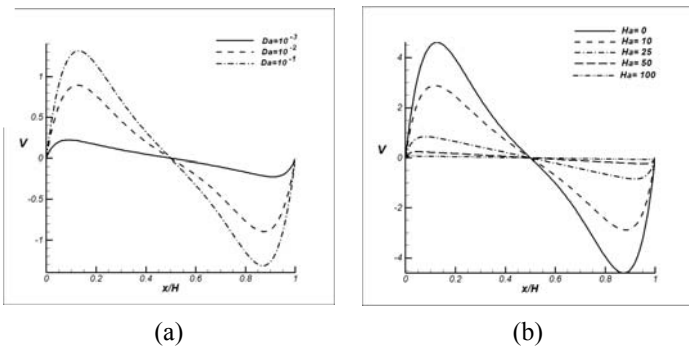 Da=10⁻³
Da=10⁻²
Da=10⁻¹
1
0.5
V
0
-0.5
-1
0 0.2 0.4 0.6 0.8 1
x/H
(a)
Ha= 0
Ha= 10
Ha= 25
Ha= 50
Ha= 100
4
2
V
0
-2
-4
0 0.2 0.4 0.6 0.8 1
x/H
(b)